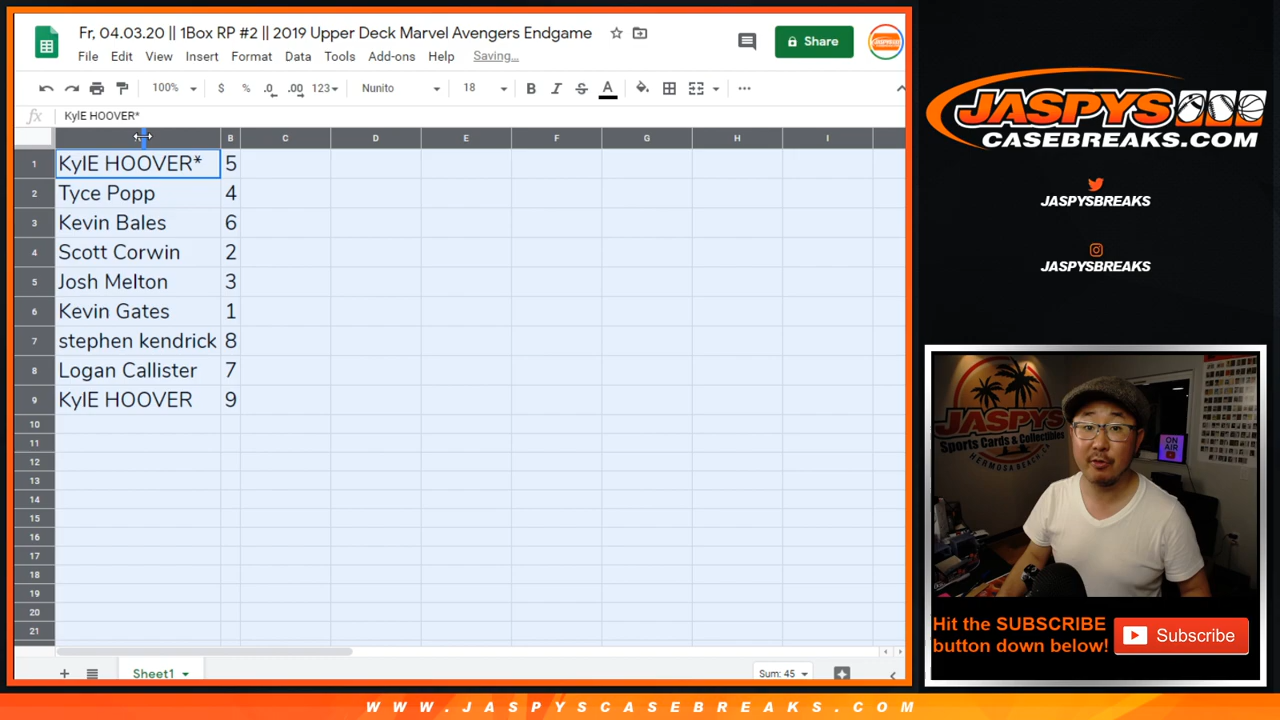 Fr, 04.03.20 || 1Box RP #2 || 2019 Upper Deck Marvel Avengers Endgame
File Edit View Insert Format Data Tools Add-ons Help Saving…
Share
100% $ % .0 .00 123 Nunito 18 B I S A
fx KylE HOOVER*
B C D E F G H I
1 KylE HOOVER* 5
2 Tyce Popp 4
3 Kevin Bales 6
4 Scott Corwin 2
5 Josh Melton 3
6 Kevin Gates 1
7 stephen kendrick 8
8 Logan Callister 7
9 KylE HOOVER 9
10
11
12
13
14
15
16
17
18
19
20
21
Sheet1
Sum: 45
JASPYS
CASEBREAKS.COM
JASPYSBREAKS
JASPYSBREAKS
JASPYS
Sports Cards & Collectibles
HERMOSA BEACH, CA
ON AIR
Hit the SUBSCRIBE
button down below!
Subscribe
WWW.JASPYSCASEBREAKS.COM